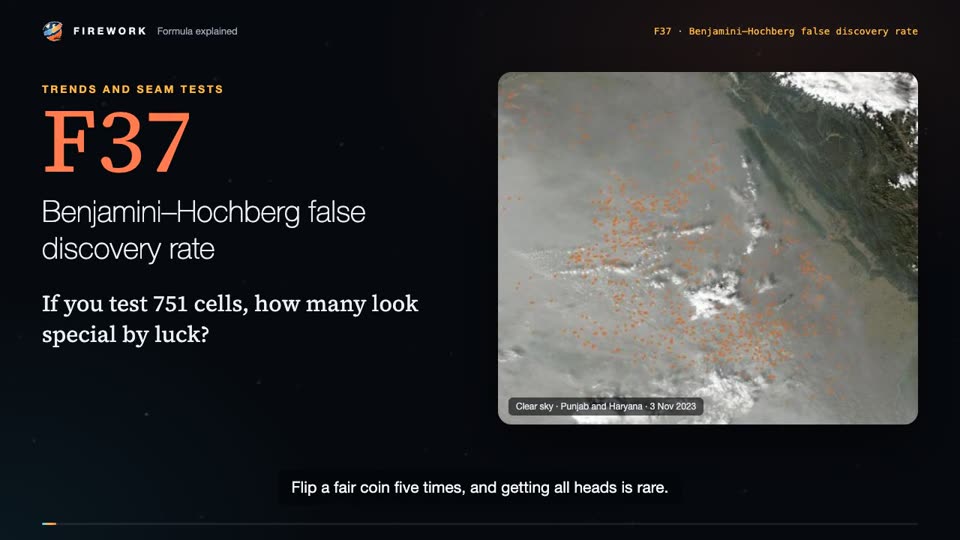 FIREWORK Formula explained
F37 · Benjamini–Hochberg false discovery rate
TRENDS AND SEAM TESTS
F37
Benjamini–Hochberg false
discovery rate
If you test 751 cells, how many look
special by luck?
Clear sky · Punjab and Haryana · 3 Nov 2023
Flip a fair coin five times, and getting all heads is rare.